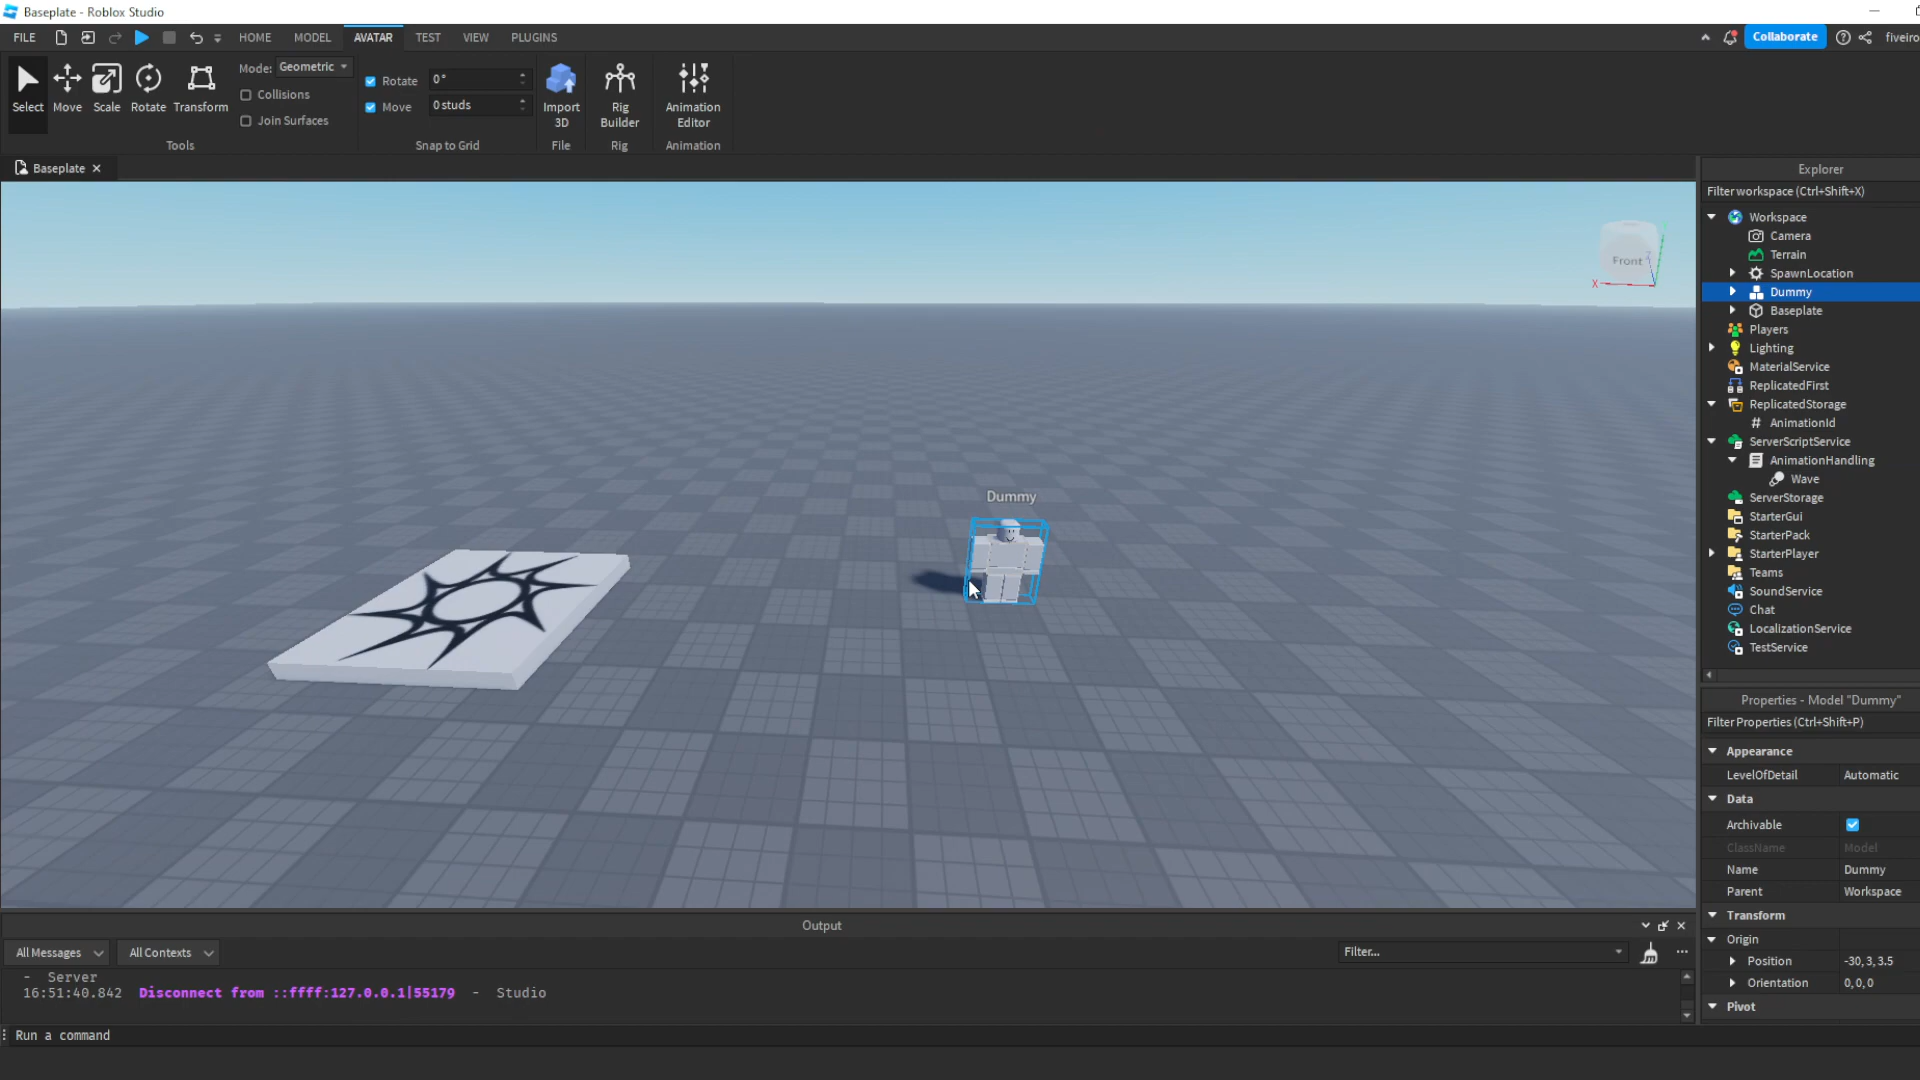 Baseplate - Roblox Studio
FILE HOME MODEL AVATAR TEST VIEW PLUGINS Collaborate fiveiro
Select Move Scale Rotate Transform
Mode: Geometric
Collisions
Join Surfaces
Tools
Rotate 0°
Move 0 studs
Snap to Grid
Import
3D
File
Rig
Builder
Rig
Animation
Editor
Animation
Baseplate
Front
X
Z
Dummy
Explorer
Filter workspace (Ctrl+Shift+X)
Workspace
Camera
Terrain
SpawnLocation
Dummy
Baseplate
Players
Lighting
MaterialService
ReplicatedFirst
ReplicatedStorage
AnimationId
ServerScriptService
AnimationHandling
Wave
ServerStorage
StarterGui
StarterPack
StarterPlayer
Teams
SoundService
Chat
LocalizationService
TestService
Properties - Model "Dummy"
Filter Properties (Ctrl+Shift+P)
Appearance
LevelOfDetail Automatic
Data
Archivable
ClassName Model
Name Dummy
Parent Workspace
Transform
Origin
Position -30, 3, 3.5
Orientation 0, 0, 0
Pivot
Output
All Messages All Contexts Filter...
- Server
16:51:40.842 Disconnect from ::ffff:127.0.0.1|55179 - Studio
Run a command